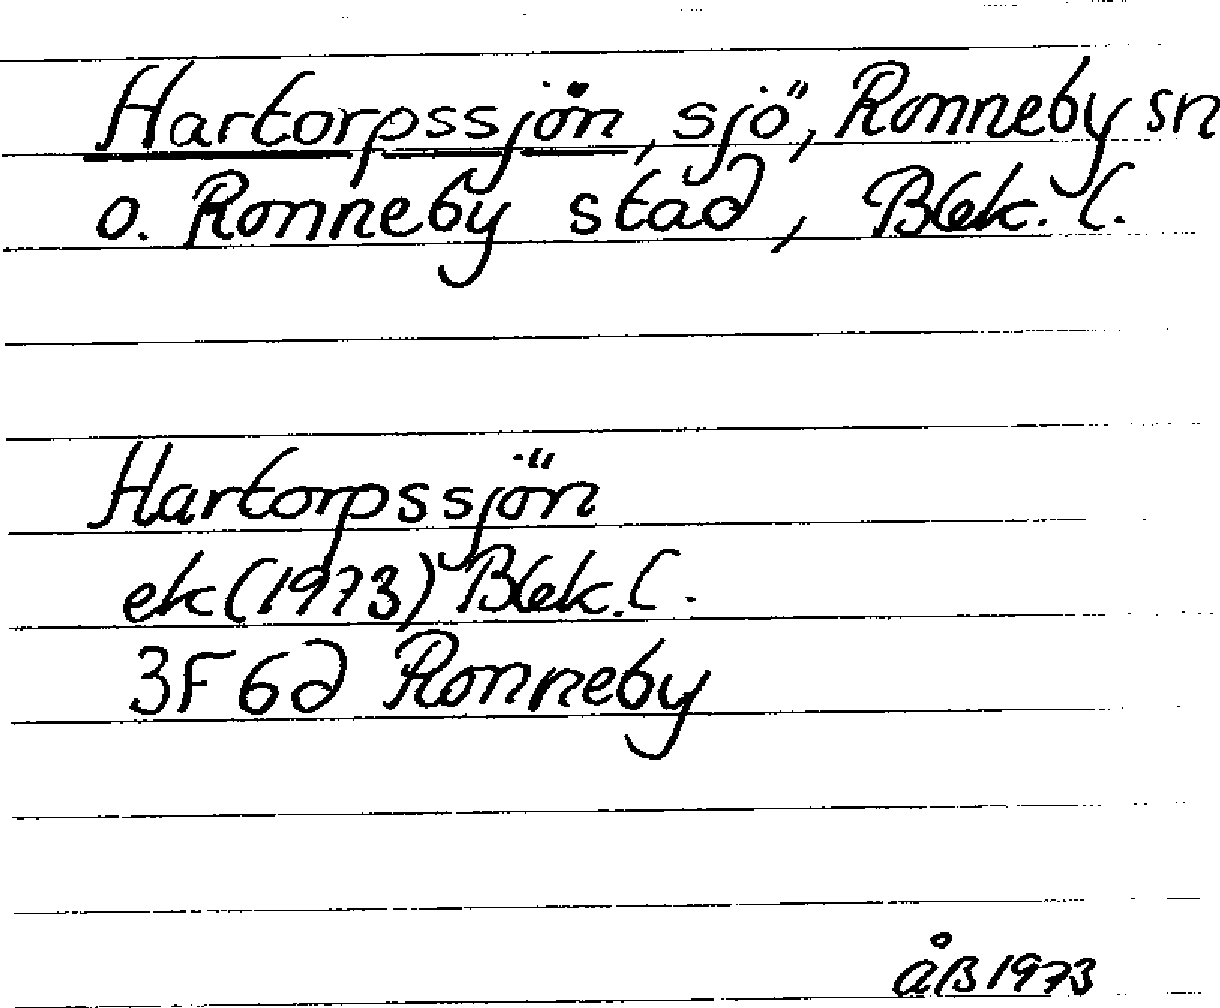 Hartorpssjön, sjö, Ronneby sn
o. Ronneby stad, Blek. l.
Hartorpssjön
ek (1973) Blek. l.
3F 6d Ronneby
åB 1973